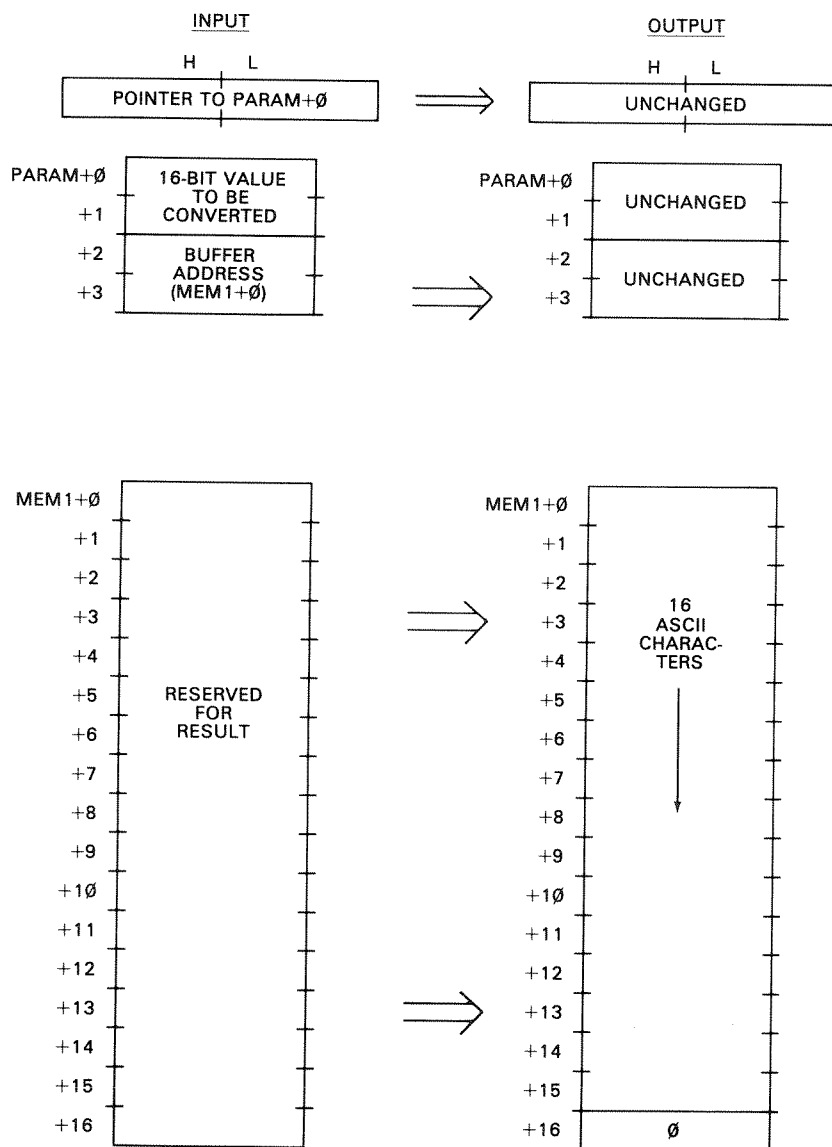 INPUT
H L
POINTER TO PARAM+Ø
PARAM+Ø
+1
+2
+3
16-BIT VALUE
TO BE
CONVERTED
BUFFER
ADDRESS
(MEM1+Ø)
OUTPUT
H L
UNCHANGED
PARAM+Ø
+1
+2
+3
UNCHANGED
UNCHANGED
MEM1+Ø
+1
+2
+3
+4
+5
+6
+7
+8
+9
+1Ø
+11
+12
+13
+14
+15
+16
RESERVED
FOR
RESULT
MEM1+Ø
+1
+2
+3
+4
+5
+6
+7
+8
+9
+1Ø
+11
+12
+13
+14
+15
+16
16
ASCII
CHARAC-
TERS
Ø